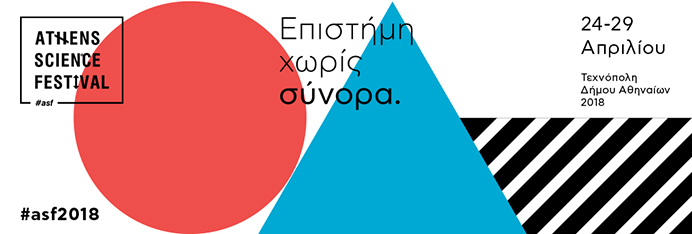 ATHENS
SCIENCE
FESTIVAL
#asf
Επιστήμη
χωρίς
σύνορα.
24-29
Απριλίου
Τεχνόπολη
Δήμου Αθηναίων
2018
#asf2018